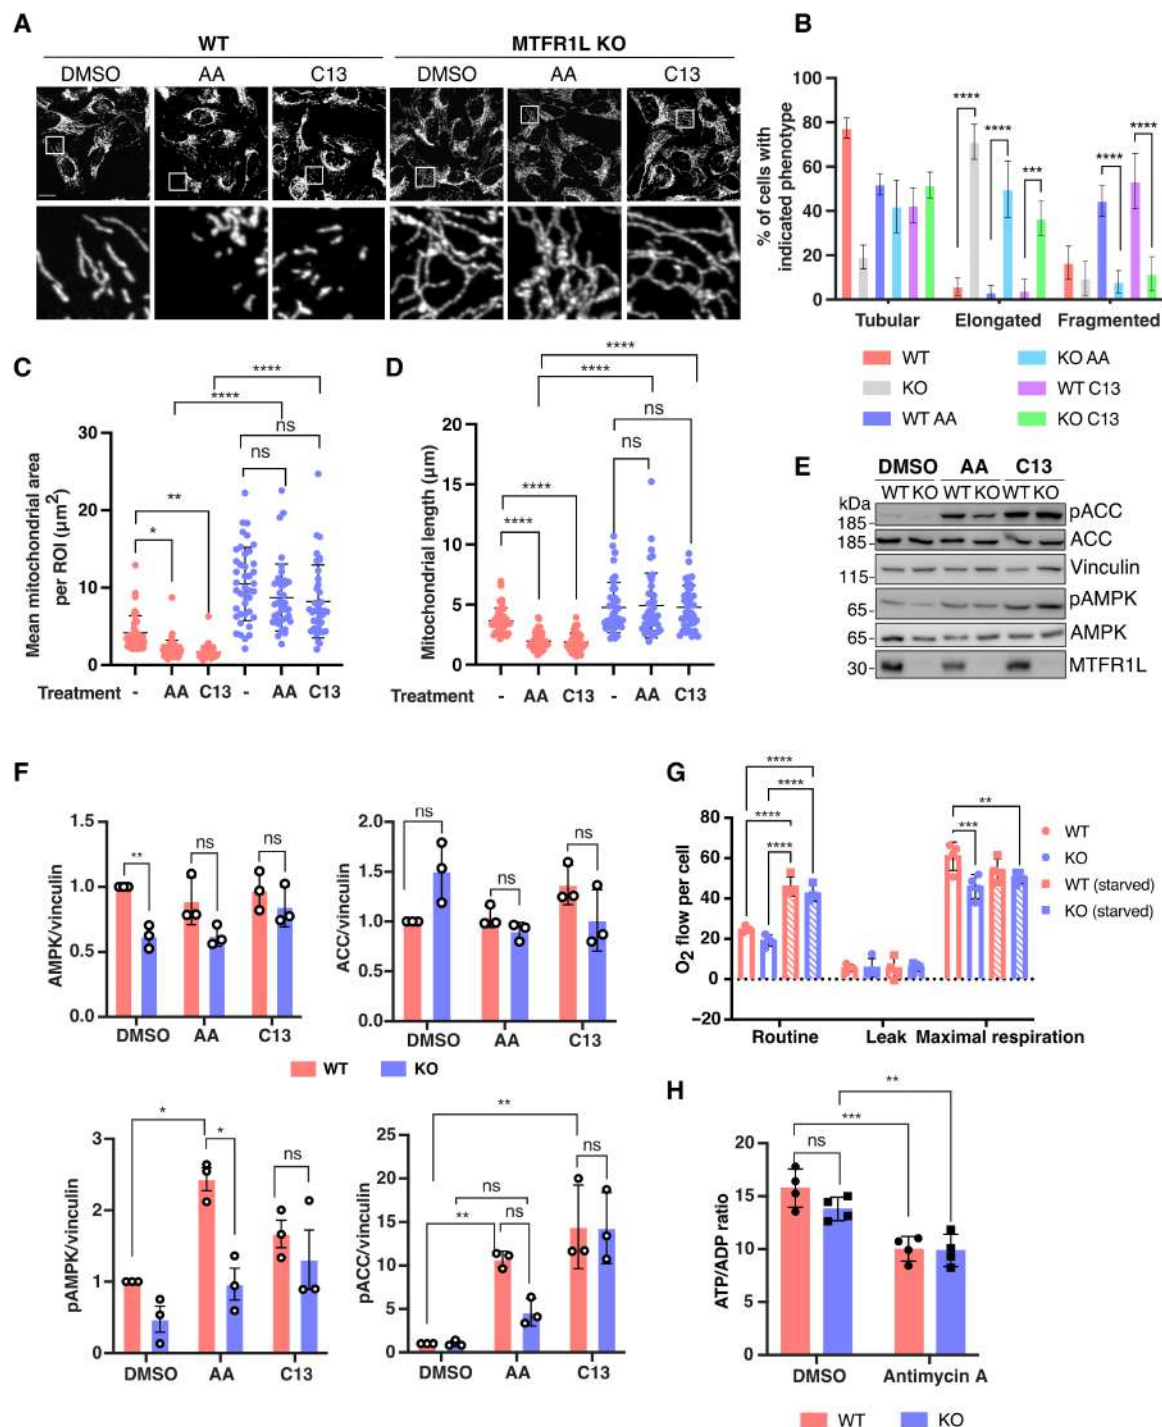 A
WT
MTFR1L KO
DMSO AA C13 DMSO AA C13
B
% of cells with
indicated phenotype
100
80
60
40
20
0
**** **** *** **** ****
Tubular Elongated Fragmented
WT
KO
WT AA
KO AA
WT C13
KO C13
C
Mean mitochondrial area
per ROI (µm²)
30
20
10
0
****
****
ns
ns
**
*
Treatment - AA C13 - AA C13
D
Mitochondrial length (µm)
20
15
10
5
0
****
****
ns
ns
****
****
Treatment - AA C13 - AA C13
E
DMSO AA C13
WT KO WT KO WT KO
kDa
185- pACC
185- ACC
115- Vinculin
65- pAMPK
65- AMPK
30- MTFR1L
F
AMPK/vinculin
1.5
1.0
0.5
0.0
** ns ns
DMSO AA C13
ACC/vinculin
2.0
1.5
1.0
0.5
0.0
ns ns ns
DMSO AA C13
WT KO
pAMPK/vinculin
3
2
1
0
* * ns
DMSO AA C13
pACC/vinculin
25
20
15
10
5
0
**
ns
ns
** ns
DMSO AA C13
G
O₂ flow per cell
80
60
40
20
0
−20
****
****
****
****
**
***
Routine Leak Maximal respiration
WT
KO
WT (starved)
KO (starved)
H
ATP/ADP ratio
20
15
10
5
0
**
***
ns
DMSO Antimycin A
WT KO